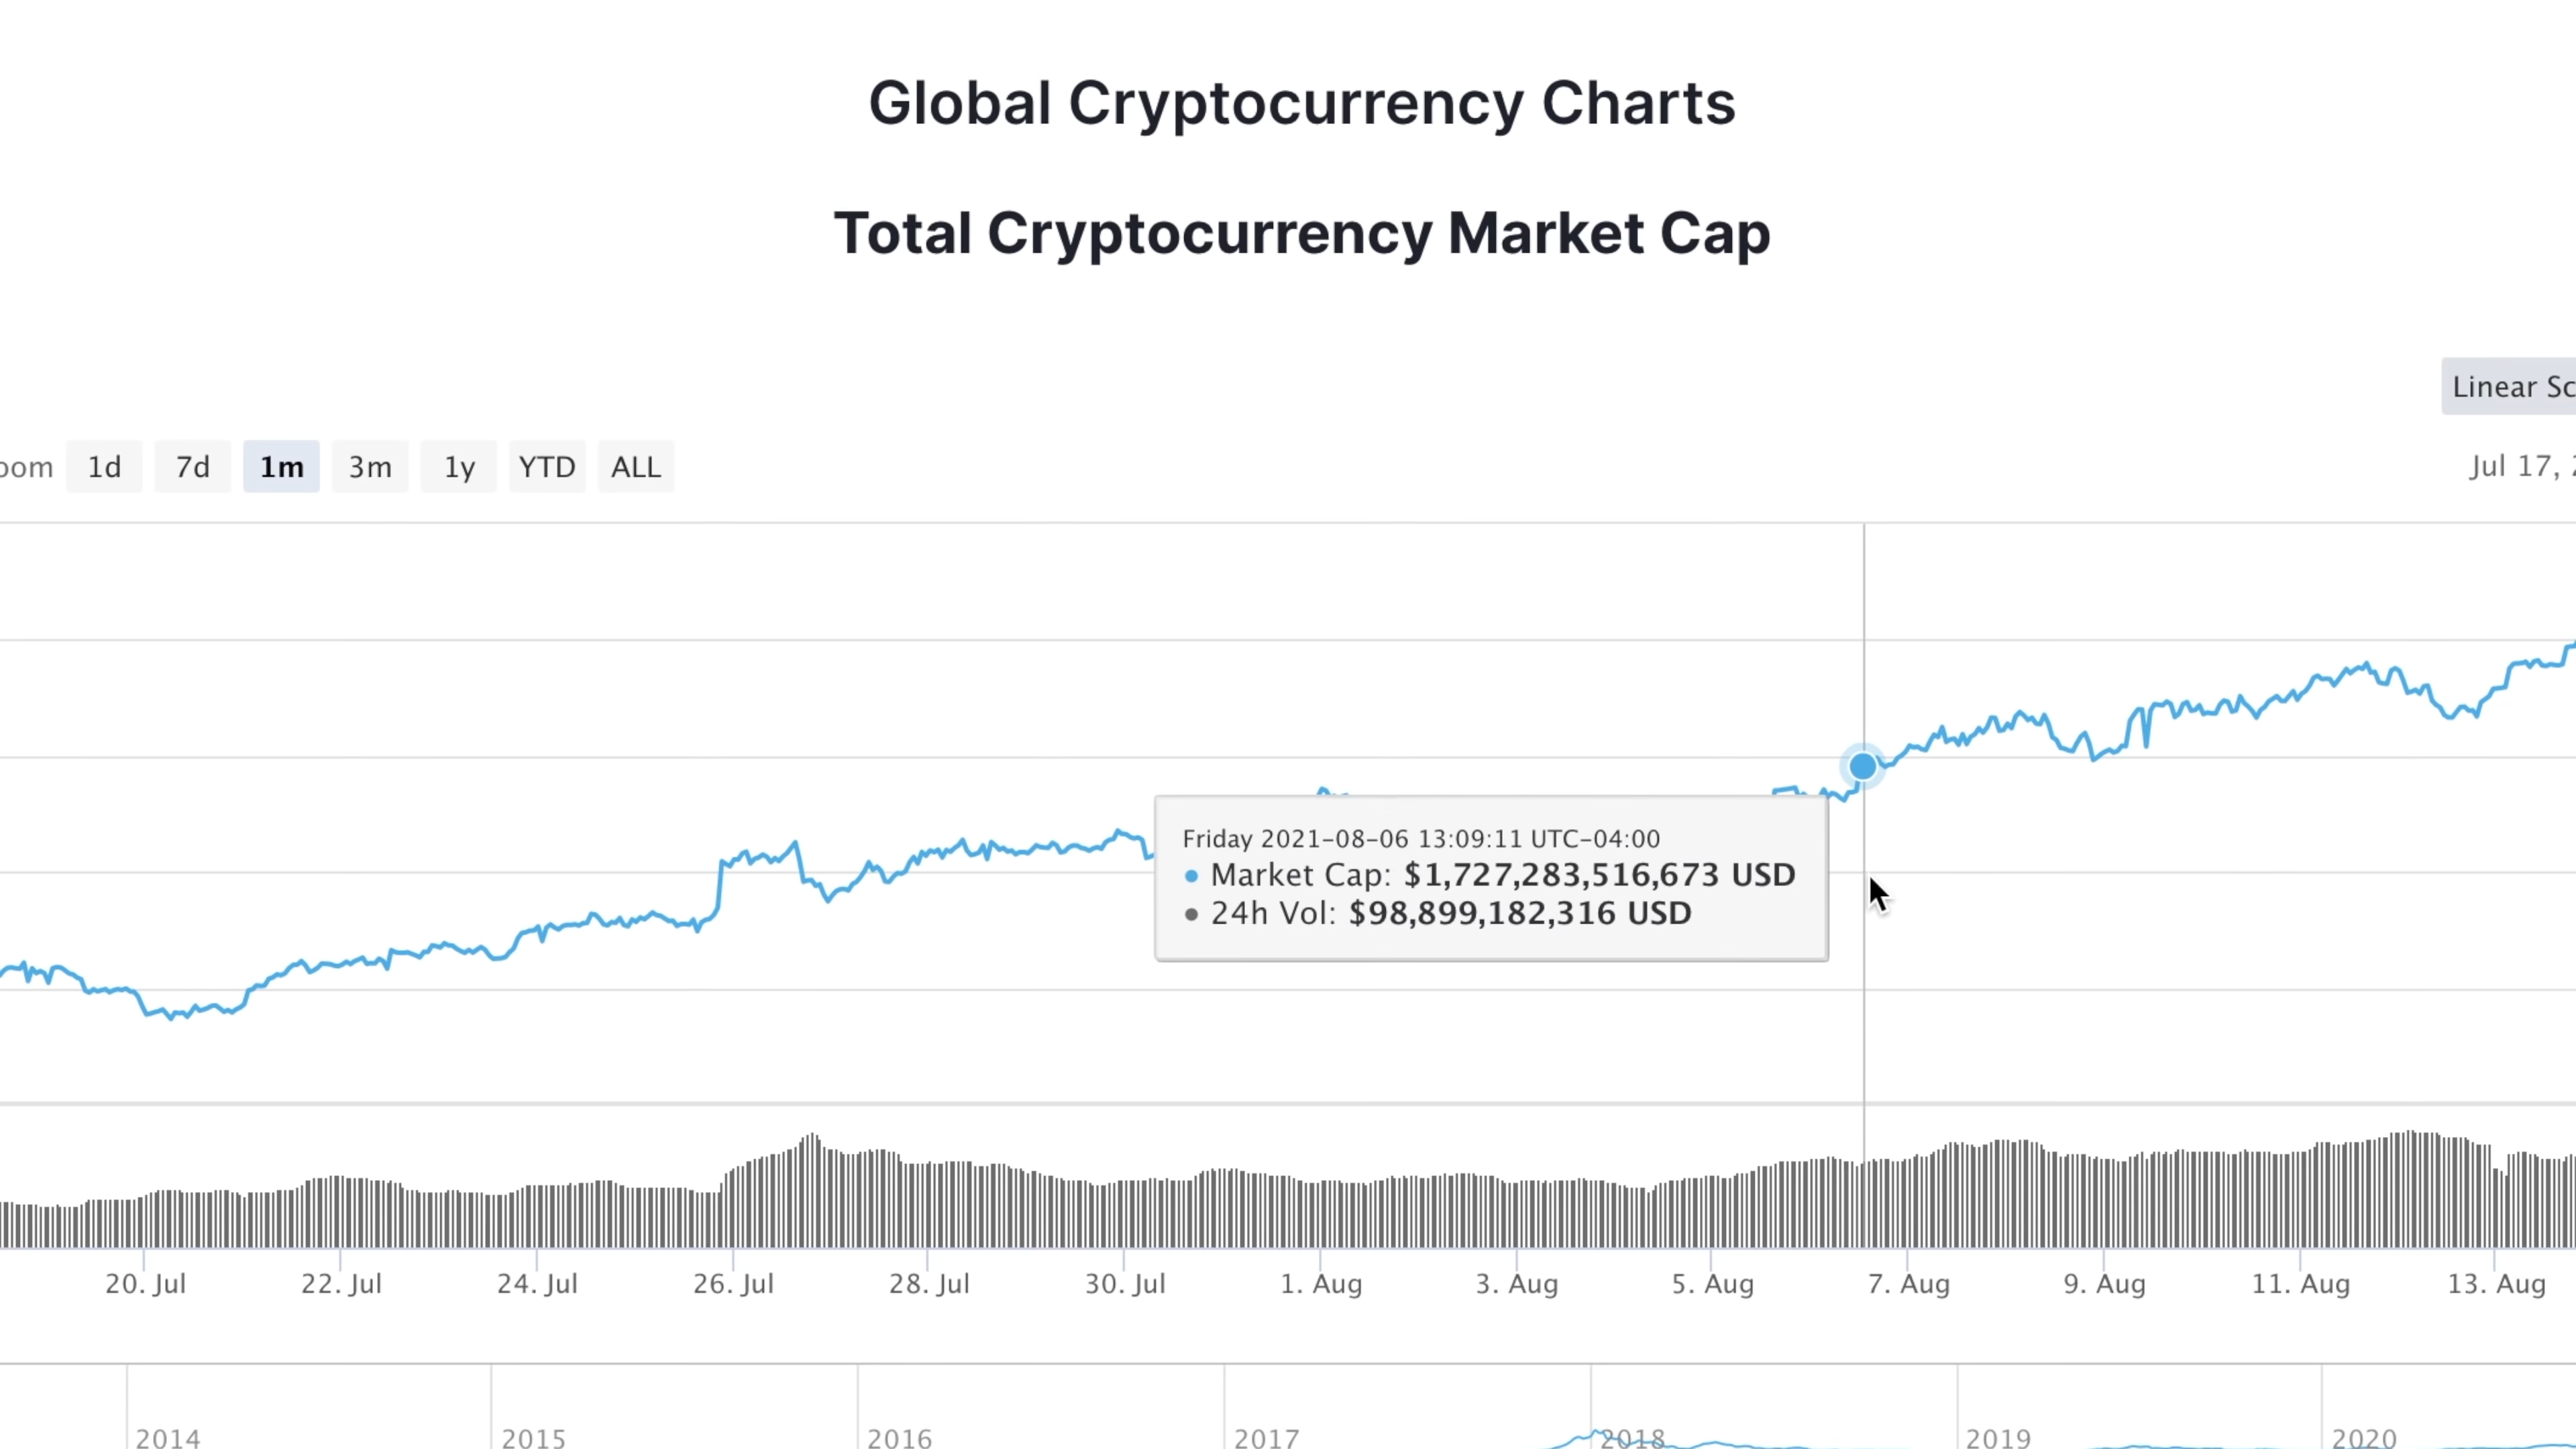 Global Cryptocurrency Charts
Total Cryptocurrency Market Cap
Linear Sc
oom 1d 7d 1m 3m 1y YTD ALL
Jul 17,
Friday 2021-08-06 13:09:11 UTC-04:00
Market Cap: $1,727,283,516,673 USD
24h Vol: $98,899,182,316 USD
20. Jul 22. Jul 24. Jul 26. Jul 28. Jul 30. Jul 1. Aug 3. Aug 5. Aug 7. Aug 9. Aug 11. Aug 13. Aug
2014 2015 2016 2017 2018 2019 2020